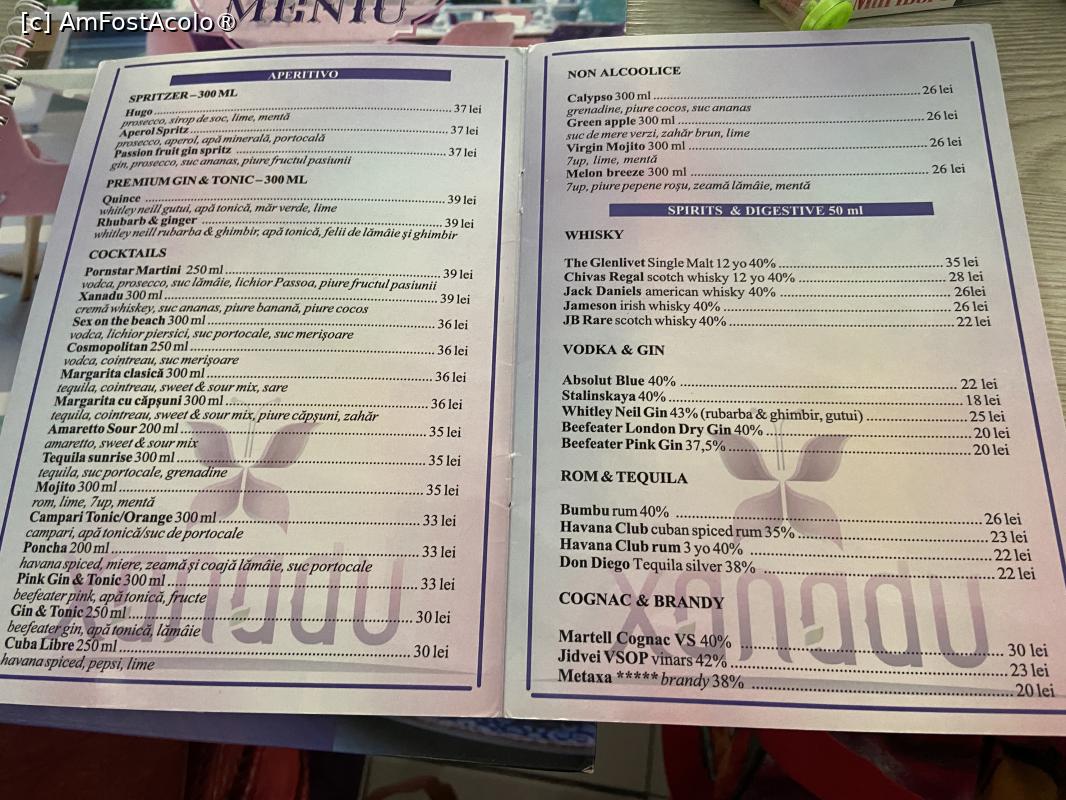 [c] AmFostAcolo®
MENIU
APERITIVO
SPRITZER – 300 ML
Hugo ... 37 lei
prosecco, sirop de soc, lime, mentă
Aperol Spritz ... 37 lei
prosecco, aperol, apă minerală, portocală
Passion fruit gin spritz ... 37 lei
gin, prosecco, suc ananas, piure fructul pasiunii
PREMIUM GIN & TONIC – 300 ML
Quince ... 39 lei
whitley neill gutui, apă tonică, măr verde, lime
Rhubarb & ginger ... 39 lei
whitley neill rubarba & ghimbir, apă tonică, felii de lămâie și ghimbir
COCKTAILS
Pornstar Martini 250 ml ... 39 lei
vodca, prosecco, suc lămâie, lichior Passoa, piure fructul pasiunii
Xanadu 300 ml ... 39 lei
cremă whiskey, suc ananas, piure banană, piure cocos
Sex on the beach 300 ml ... 36 lei
vodca, lichior piersici, suc portocale, suc merișoare
Cosmopolitan 250 ml ... 36 lei
vodca, cointreau, suc merișoare
Margarita clasică 300 ml ... 36 lei
tequila, cointreau, sweet & sour mix, sare
Margarita cu căpșuni 300 ml ... 36 lei
tequila, cointreau, sweet & sour mix, piure căpșuni, zahăr
Amaretto Sour 200 ml ... 35 lei
amaretto, sweet & sour mix
Tequila sunrise 300 ml ... 35 lei
tequila, suc portocale, grenadine
Mojito 300 ml ... 35 lei
rom, lime, 7up, mentă
Campari Tonic/Orange 300 ml ... 33 lei
campari, apă tonică/suc de portocale
Poncha 200 ml ... 33 lei
havana spiced, miere, zeamă și coajă lămâie, suc portocale
Pink Gin & Tonic 300 ml ... 33 lei
beefeater pink, apă tonică, fructe
Gin & Tonic 250 ml ... 30 lei
beefeater gin, apă tonică, lămâie
Cuba Libre 250 ml ... 30 lei
havana spiced, pepsi, lime
xanadu
NON ALCOOLICE
Calypso 300 ml ... 26 lei
grenadine, piure cocos, suc ananas
Green apple 300 ml ... 26 lei
suc de mere verzi, zahăr brun, lime
Virgin Mojito 300 ml ... 26 lei
7up, lime, mentă
Melon breeze 300 ml ... 26 lei
7up, piure pepene roșu, zeamă lămâie, mentă
SPIRITS & DIGESTIVE 50 ml
WHISKY
The Glenlivet Single Malt 12 yo 40% ... 35 lei
Chivas Regal scotch whisky 12 yo 40% ... 28 lei
Jack Daniels american whisky 40% ... 26lei
Jameson irish whisky 40% ... 26 lei
JB Rare scotch whisky 40% ... 22 lei
VODKA & GIN
Absolut Blue 40% ... 22 lei
Stalinskaya 40% ... 18 lei
Whitley Neil Gin 43% (rubarba & ghimbir, gutui) ... 25 lei
Beefeater London Dry Gin 40% ... 20 lei
Beefeater Pink Gin 37,5% ... 20 lei
ROM & TEQUILA
Bumbu rum 40% ... 26 lei
Havana Club cuban spiced rum 35% ... 23 lei
Havana Club rum 3 yo 40% ... 22 lei
Don Diego Tequila silver 38% ... 22 lei
COGNAC & BRANDY
Martell Cognac VS 40% ... 30 lei
Jidvei VSOP vinars 42% ... 23 lei
Metaxa ***** brandy 38% ... 20 lei
xanadu